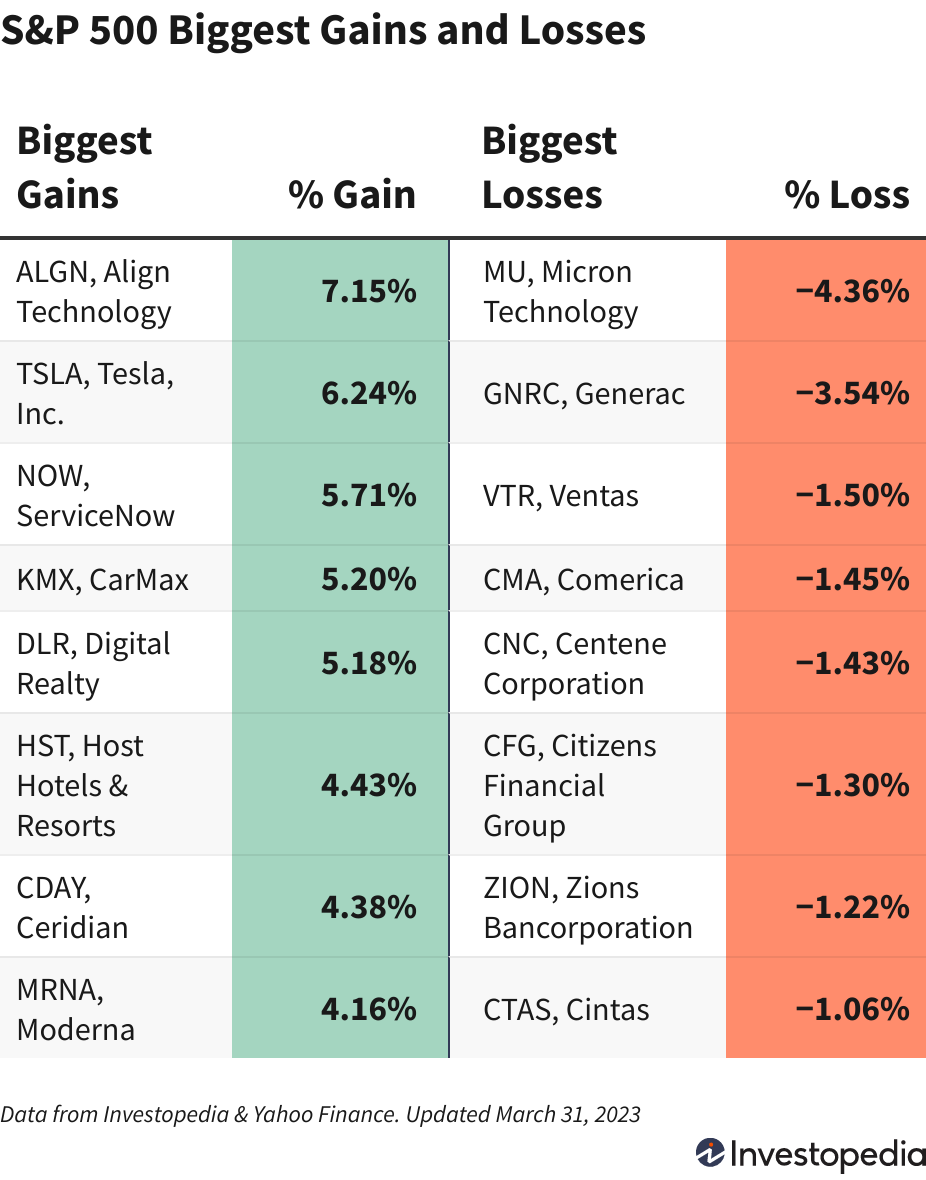 S&P 500 Biggest Gains and Losses
Biggest
Gains
% Gain
Biggest
Losses
% Loss
ALGN, Align
Technology
7.15%
MU, Micron
Technology
−4.36%
TSLA, Tesla,
Inc.
6.24%
GNRC, Generac
−3.54%
NOW,
ServiceNow
5.71%
VTR, Ventas
−1.50%
KMX, CarMax
5.20%
CMA, Comerica
−1.45%
DLR, Digital
Realty
5.18%
CNC, Centene
Corporation
−1.43%
HST, Host
Hotels &
Resorts
4.43%
CFG, Citizens
Financial
Group
−1.30%
CDAY,
Ceridian
4.38%
ZION, Zions
Bancorporation
−1.22%
MRNA,
Moderna
4.16%
CTAS, Cintas
−1.06%
Data from Investopedia & Yahoo Finance. Updated March 31, 2023
Investopedia